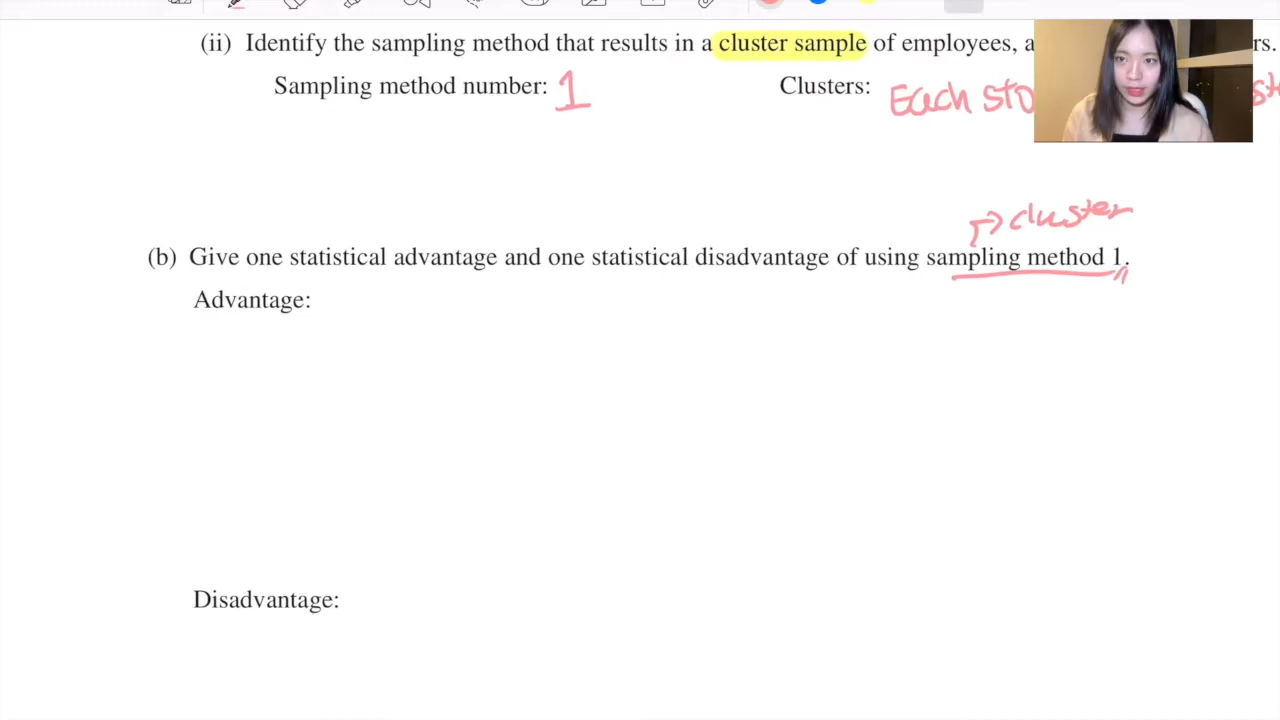 (ii) Identify the sampling method that results in a cluster sample of employees, a rs.
Sampling method number: 1 Clusters: Each sto
cluster
(b) Give one statistical advantage and one statistical disadvantage of using sampling method 1.
Advantage:
Disadvantage: